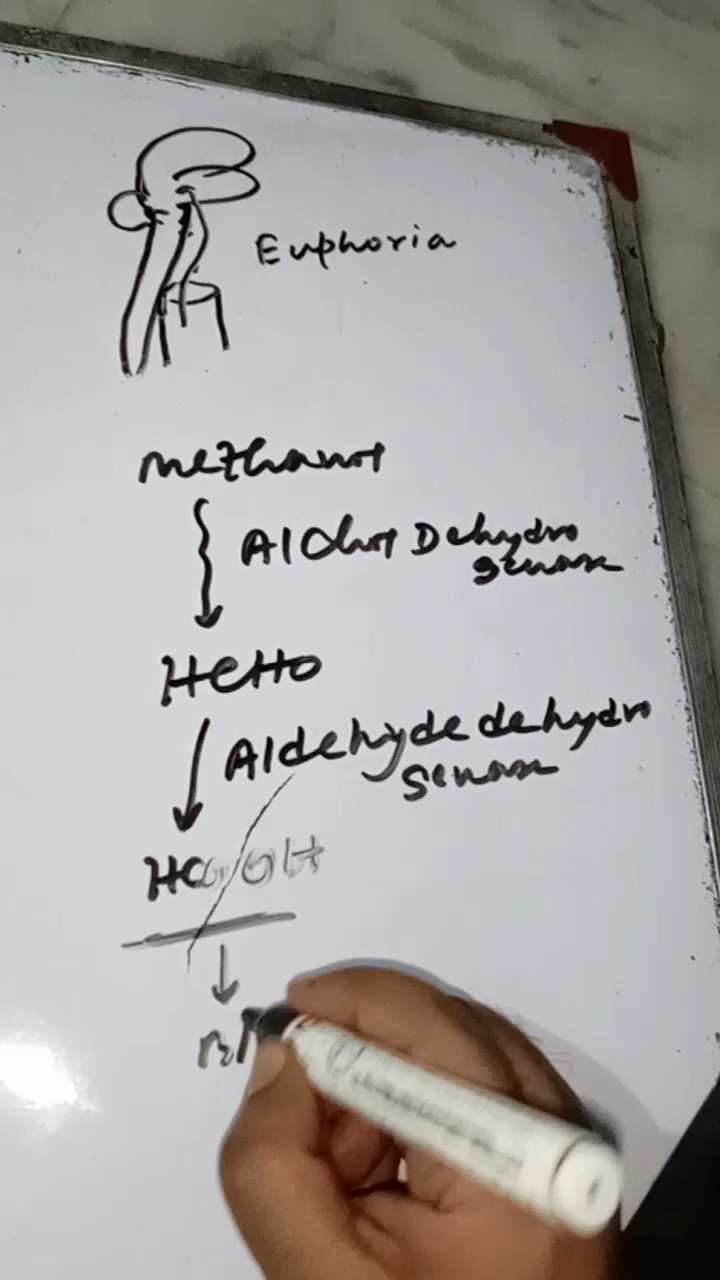 Euphoria
Methanol
Alcohol Dehydro
genase
HCHO
Aldehyde dehydro
genase
HCOOH